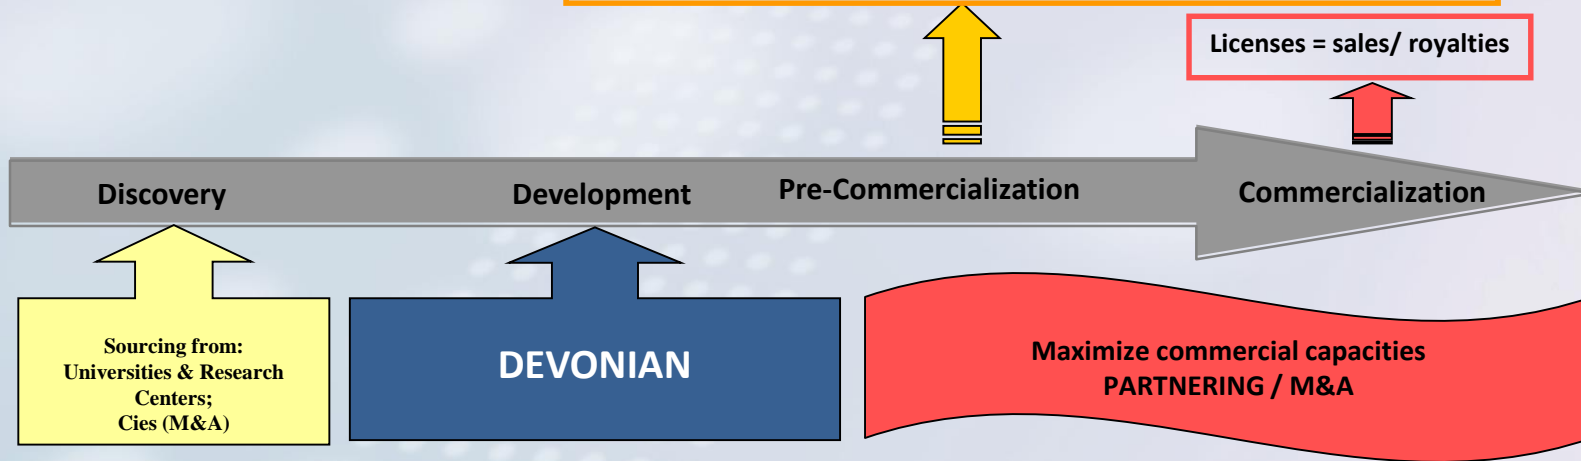 Licenses = sales/ royalties
Discovery
Development
Pre-Commercialization
Commercialization
Sourcing from:
Universities & Research
Centers;
Cies (M&A)
DEVONIAN
Maximize commercial capacities
PARTNERING / M&A